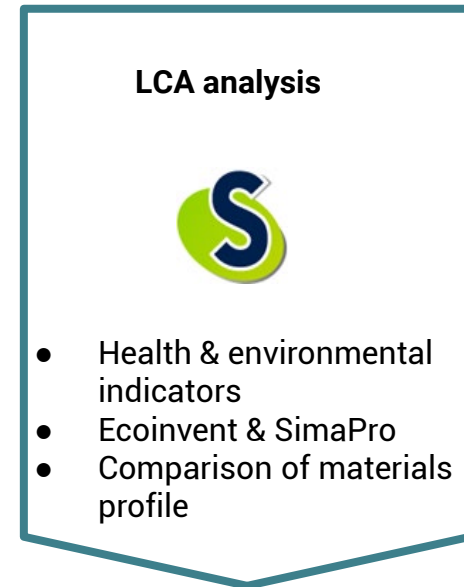 LCA analysis
S
● Health & environmental
indicators
● Ecoinvent & SimaPro
● Comparison of materials
profile